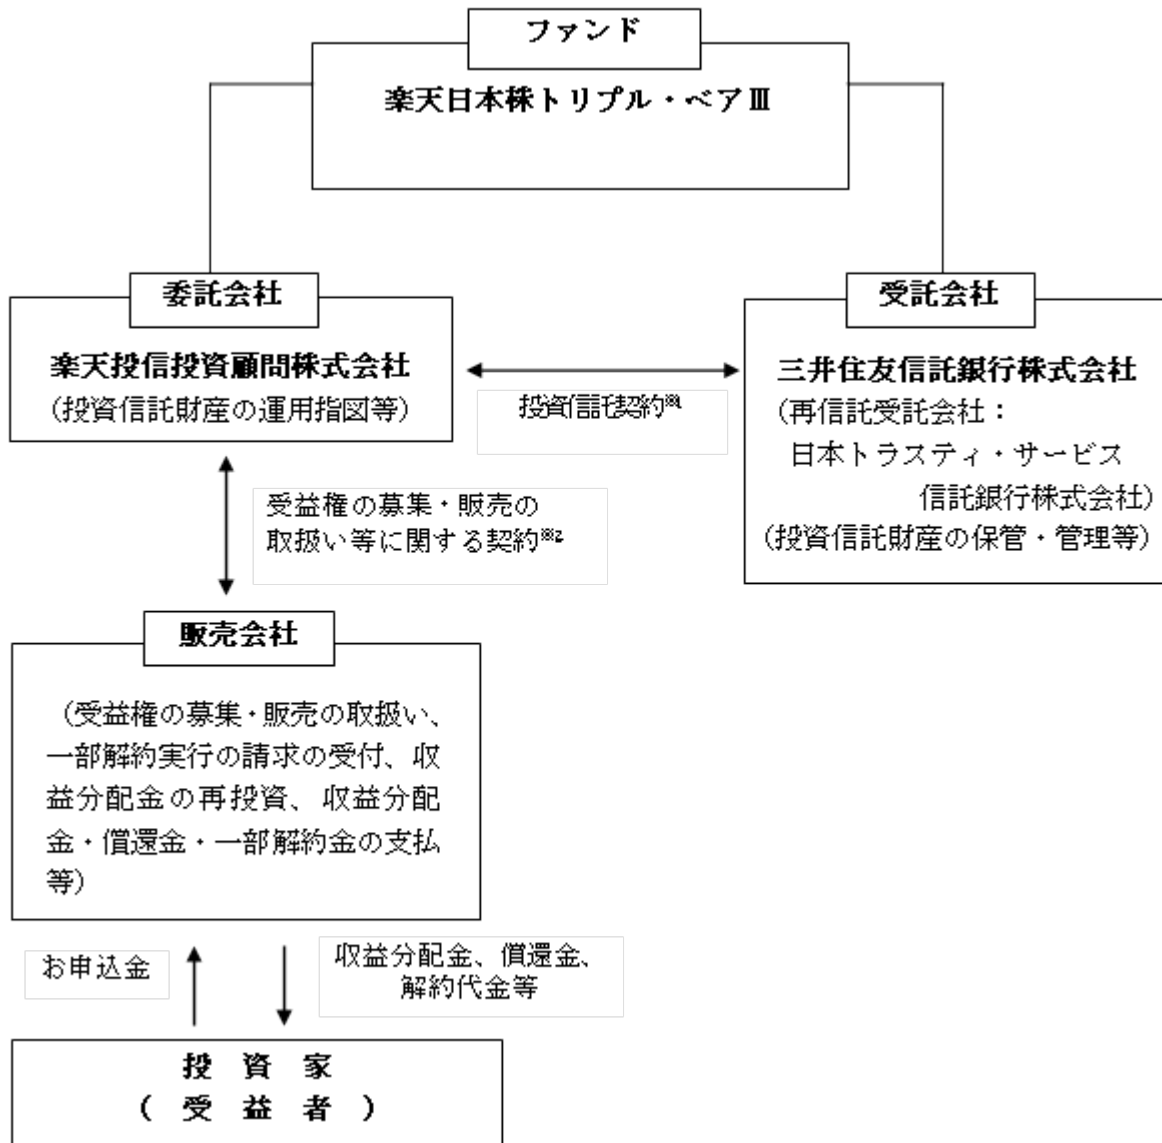 ファンド
楽天日本株トリプル・ベアⅢ
委託会社
楽天投信投資顧問株式会社
（投資信託財産の運用指図等）
投資信託契約※1
受託会社
三井住友信託銀行株式会社
（再信託受託会社：
日本トラスティ・サービス
信託銀行株式会社）
（投資信託財産の保管・管理等）
受益権の募集・販売の
取扱い等に関する契約※2
販売会社
（受益権の募集・販売の取扱い、
一部解約実行の請求の受付、収
益分配金の再投資、収益分配
金・償還金・一部解約金の支払
等）
お申込金
収益分配金、償還金、
解約代金等
投　資　家
（　受　益　者　）